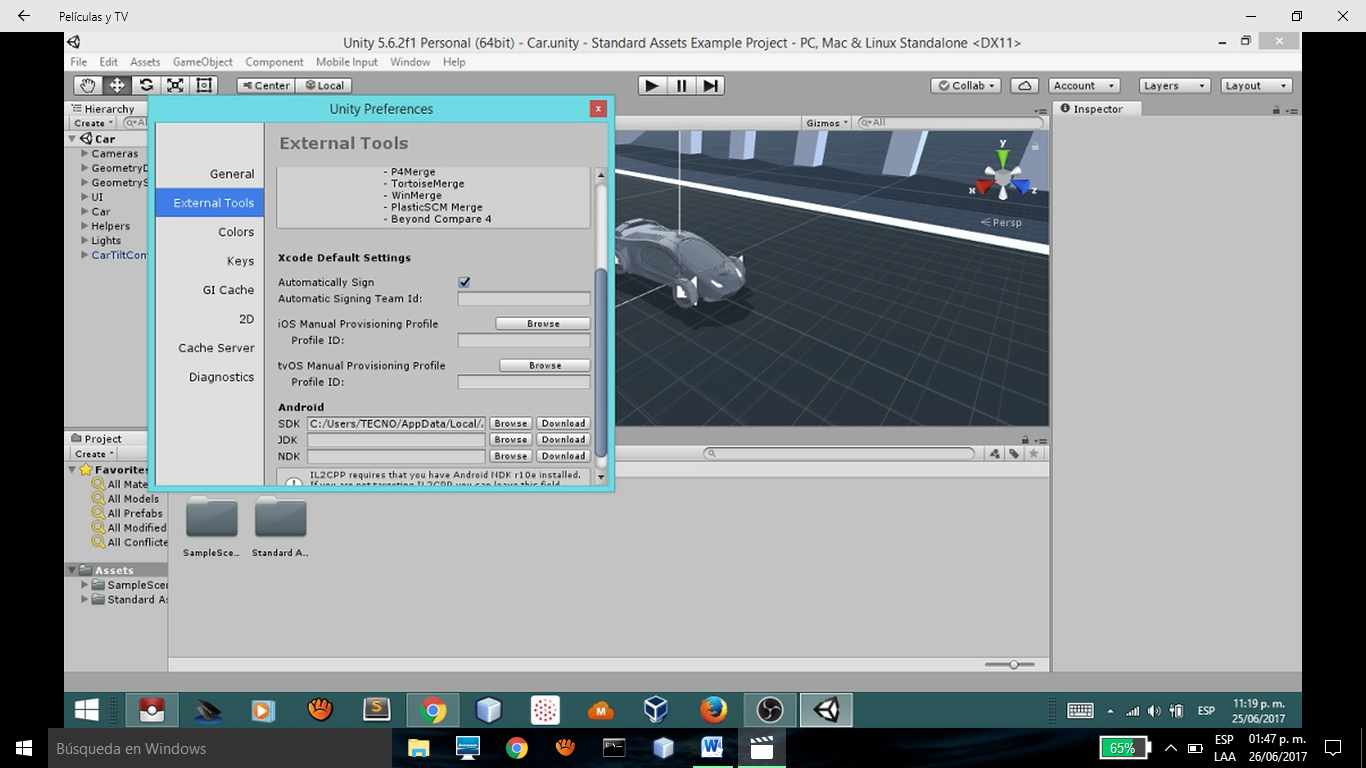 Películas y TV
Unity 5.6.2f1 Personal (64bit) - Car.unity - Standard Assets Example Project - PC, Mac & Linux Standalone <DX11>
File Edit Assets GameObject Component Mobile Input Window Help
Center Local Collab Account Layers Layout
Hierarchy
Create All
Car
Cameras
GeometryD
GeometryS
UI
Car
Helpers
Lights
CarTiltCon
Unity Preferences
General
External Tools
Colors
Keys
GI Cache
2D
Cache Server
Diagnostics
External Tools
- P4Merge
- TortoiseMerge
- WinMerge
- PlasticSCM Merge
- Beyond Compare 4
Xcode Default Settings
Automatically Sign
Automatic Signing Team Id:
iOS Manual Provisioning Profile Browse
Profile ID:
tvOS Manual Provisioning Profile Browse
Profile ID:
Android
SDK C:/Users/TECNO/AppData/Local/ Browse Download
JDK Browse Download
NDK Browse Download
IL2CPP requires that you have Android NDK r10e installed.
If you are not targeting IL2CPP you can leave this field
Gizmos All
y
x z
Persp
Inspector
Project
Create
Favorites
All Mate
All Models
All Prefabs
All Modified
All Conflicte
Assets
SampleScen
Standard As
SampleSce...
Standard A...
ESP 11:19 p. m.
25/06/2017
Búsqueda en Windows
65% ESP 01:47 p. m.
LAA 26/06/2017